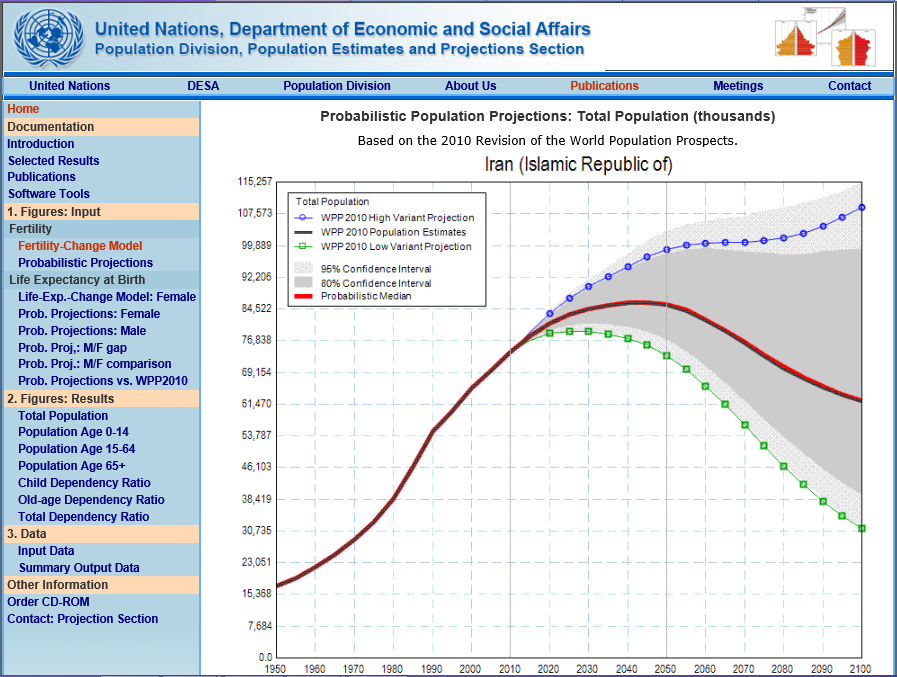 United Nations, Department of Economic and Social Affairs
Population Division, Population Estimates and Projections Section
United Nations DESA Population Division About Us Publications Meetings Contact
Home
Documentation
Introduction
Selected Results
Publications
Software Tools
1. Figures: Input
Fertility
Fertility-Change Model
Probabilistic Projections
Life Expectancy at Birth
Life-Exp.-Change Model: Female
Prob. Projections: Female
Prob. Projections: Male
Prob. Proj,: M/F gap
Prob. Proj.: M/F comparison
Prob. Projections vs. WPP2010
2. Figures: Results
Total Population
Population Age 0-14
Population Age 15-64
Population Age 65+
Child Dependency Ratio
Old-age Dependency Ratio
Total Dependency Ratio
3. Data
Input Data
Summary Output Data
Other Information
Order CD-ROM
Contact: Projection Section
Probabilistic Population Projections: Total Population (thousands)
Based on the 2010 Revision of the World Population Prospects.
Iran (Islamic Republic of)
Total Population
WPP 2010 High Variant Projection
WPP 2010 Population Estimates
WPP 2010 Low Variant Projection
95% Confidence Interval
80% Confidence Interval
Probabilistic Median
115,257
107,573
99,889
92,206
84,522
76,838
69,154
61,470
53,787
46,103
38,419
30,735
23,051
15,368
7,684
0.0
1950 1960 1970 1980 1990 2000 2010 2020 2030 2040 2050 2060 2070 2080 2090 2100